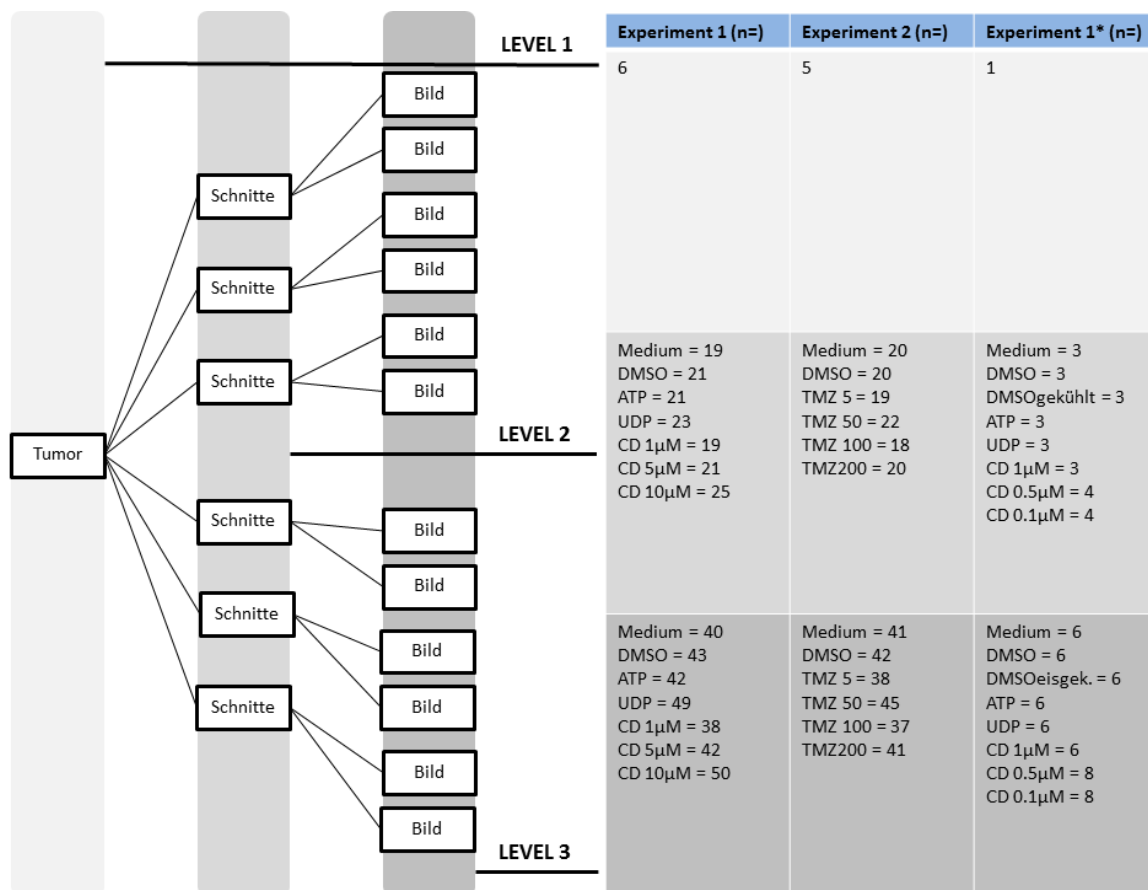 LEVEL 1
Bild
Bild
Schnitte
Bild
Bild
Schnitte
Bild
Schnitte
Bild
LEVEL 2
Tumor
Schnitte
Bild
Bild
Schnitte
Bild
Bild
Schnitte
Bild
Bild
LEVEL 3
Experiment 1 (n=) Experiment 2 (n=) Experiment 1* (n=)
6 5 1
Medium = 19 Medium = 20 Medium = 3
DMSO = 21 DMSO = 20 DMSO = 3
ATP = 21 TMZ 5 = 19 DMSOgekühlt = 3
UDP = 23 TMZ 50 = 22 ATP = 3
CD 1µM = 19 TMZ 100 = 18 UDP = 3
CD 5µM = 21 TMZ200 = 20 CD 1µM = 3
CD 10µM = 25 CD 0.5µM = 4
CD 0.1µM = 4
Medium = 40 Medium = 41 Medium = 6
DMSO = 43 DMSO = 42 DMSO = 6
ATP = 42 TMZ 5 = 38 DMSOeisgek. = 6
UDP = 49 TMZ 50 = 45 ATP = 6
CD 1µM = 38 TMZ 100 = 37 UDP = 6
CD 5µM = 42 TMZ200 = 41 CD 1µM = 6
CD 10µM = 50 CD 0.5µM = 8
CD 0.1µM = 8